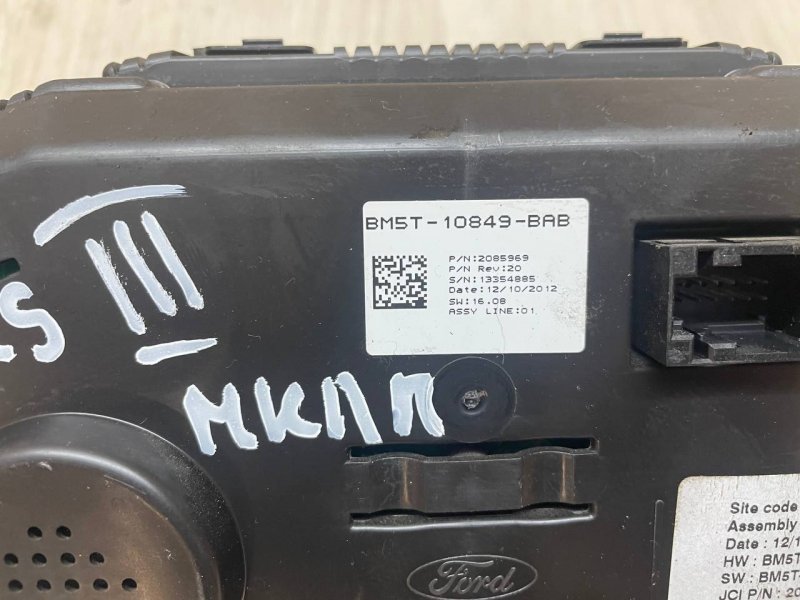 BM5T-10849-BAB
P/N:2085969
P/N Rev:20
S/N:13354885
Date:12/10/2012
SW:16.08
ASSY LINE:01
III
МКПП
Ford
Site code
Assembly
Date : 12/1
HW : BM5T
SW : BM5T-
JCI P/N : 20